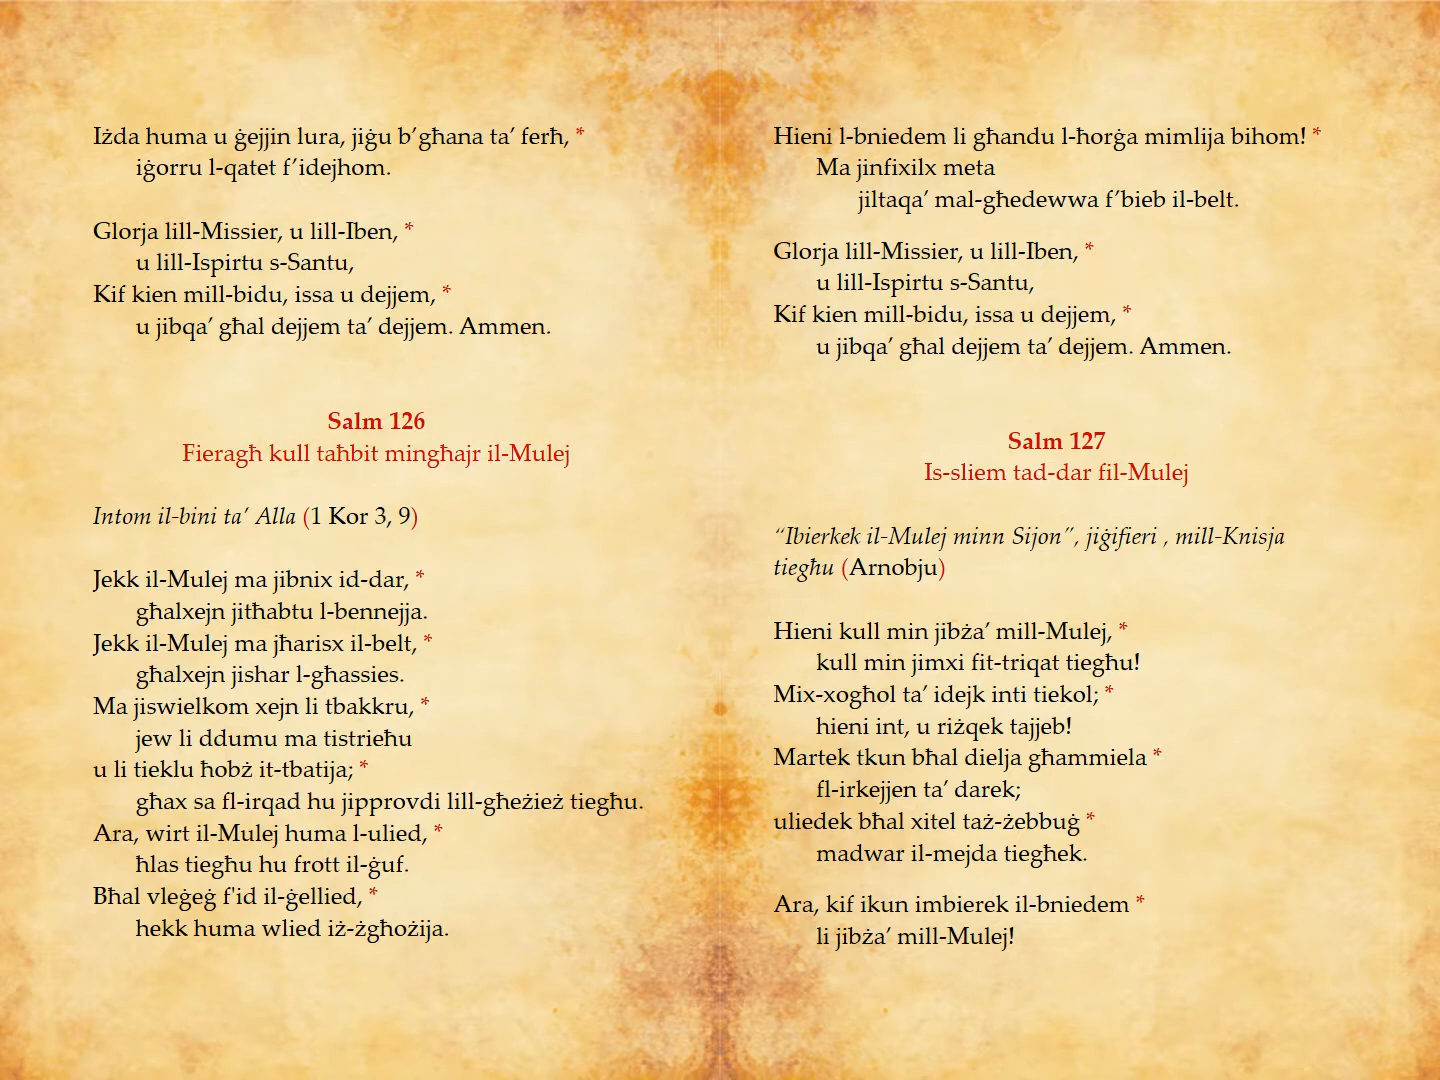 Iżda huma u ġejjin lura, jiġu b’għana ta’ ferħ, *
iġorru l-qatet f’idejhom.
Glorja lill-Missier, u lill-Iben, *
u lill-Ispirtu s-Santu,
Kif kien mill-bidu, issa u dejjem, *
u jibqa’ għal dejjem ta’ dejjem. Ammen.
Salm 126
Fieragħ kull taħbit mingħajr il-Mulej
Intom il-bini ta’ Alla (1 Kor 3, 9)
Jekk il-Mulej ma jibnix id-dar, *
għalxejn jitħabtu l-bennejja.
Jekk il-Mulej ma jħarisx il-belt, *
għalxejn jishar l-għassies.
Ma jiswielkom xejn li tbakkru, *
jew li ddumu ma tistrieħu
u li tieklu ħobż it-tbatija; *
għax sa fl-irqad hu jipprovdi lill-għeżież tiegħu.
Ara, wirt il-Mulej huma l-ulied, *
ħlas tiegħu hu frott il-ġuf.
Bħal vleġeġ f'id il-ġellied, *
hekk huma wlied iż-żgħożija.
Hieni l-bniedem li għandu l-ħorġa mimlija bihom! *
Ma jinfixilx meta
jiltaqa’ mal-għedewwa f’bieb il-belt.
Glorja lill-Missier, u lill-Iben, *
u lill-Ispirtu s-Santu,
Kif kien mill-bidu, issa u dejjem, *
u jibqa’ għal dejjem ta’ dejjem. Ammen.
Salm 127
Is-sliem tad-dar fil-Mulej
“Ibierkek il-Mulej minn Sijon”, jiġifieri , mill-Knisja
tiegħu (Arnobju)
Hieni kull min jibża’ mill-Mulej, *
kull min jimxi fit-triqat tiegħu!
Mix-xogħol ta’ idejk inti tiekol; *
hieni int, u riżqek tajjeb!
Martek tkun bħal dielja għammiela *
fl-irkejjen ta’ darek;
uliedek bħal xitel taż-żebbuġ *
madwar il-mejda tiegħek.
Ara, kif ikun imbierek il-bniedem *
li jibża’ mill-Mulej!